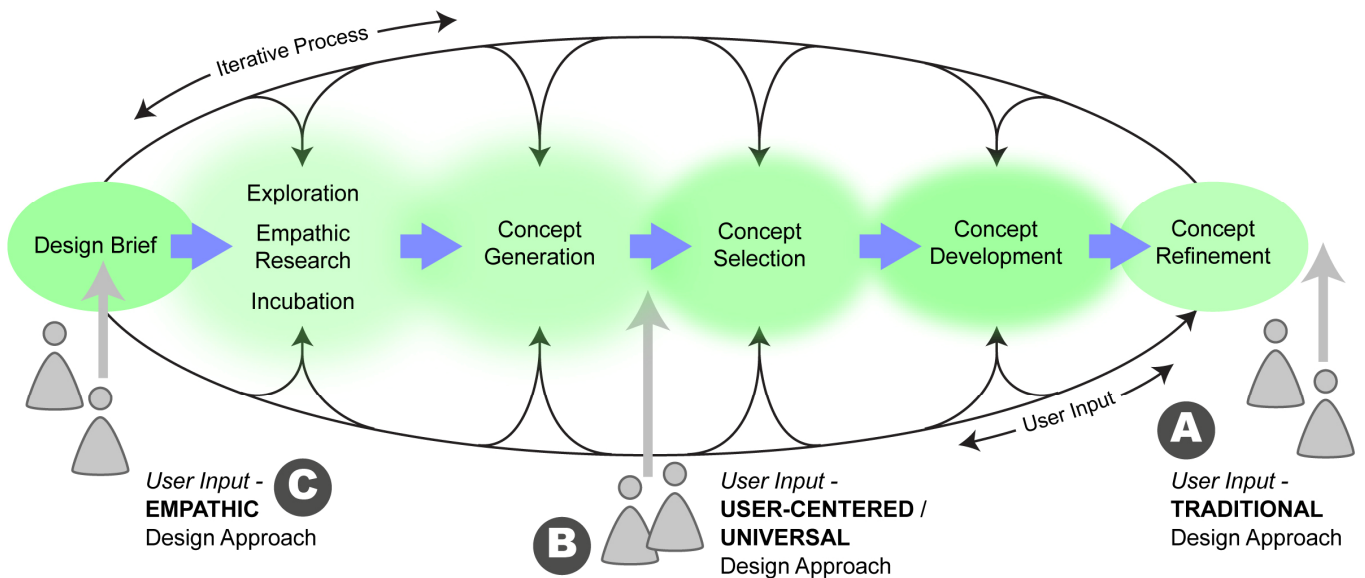 Iterative Process
Design Brief
Exploration
Empathic
Research
Incubation
Concept
Generation
Concept
Selection
Concept
Development
Concept
Refinement
User Input
C
User Input -
EMPATHIC
Design Approach
B
User Input -
USER-CENTERED /
UNIVERSAL
Design Approach
A
User Input -
TRADITIONAL
Design Approach